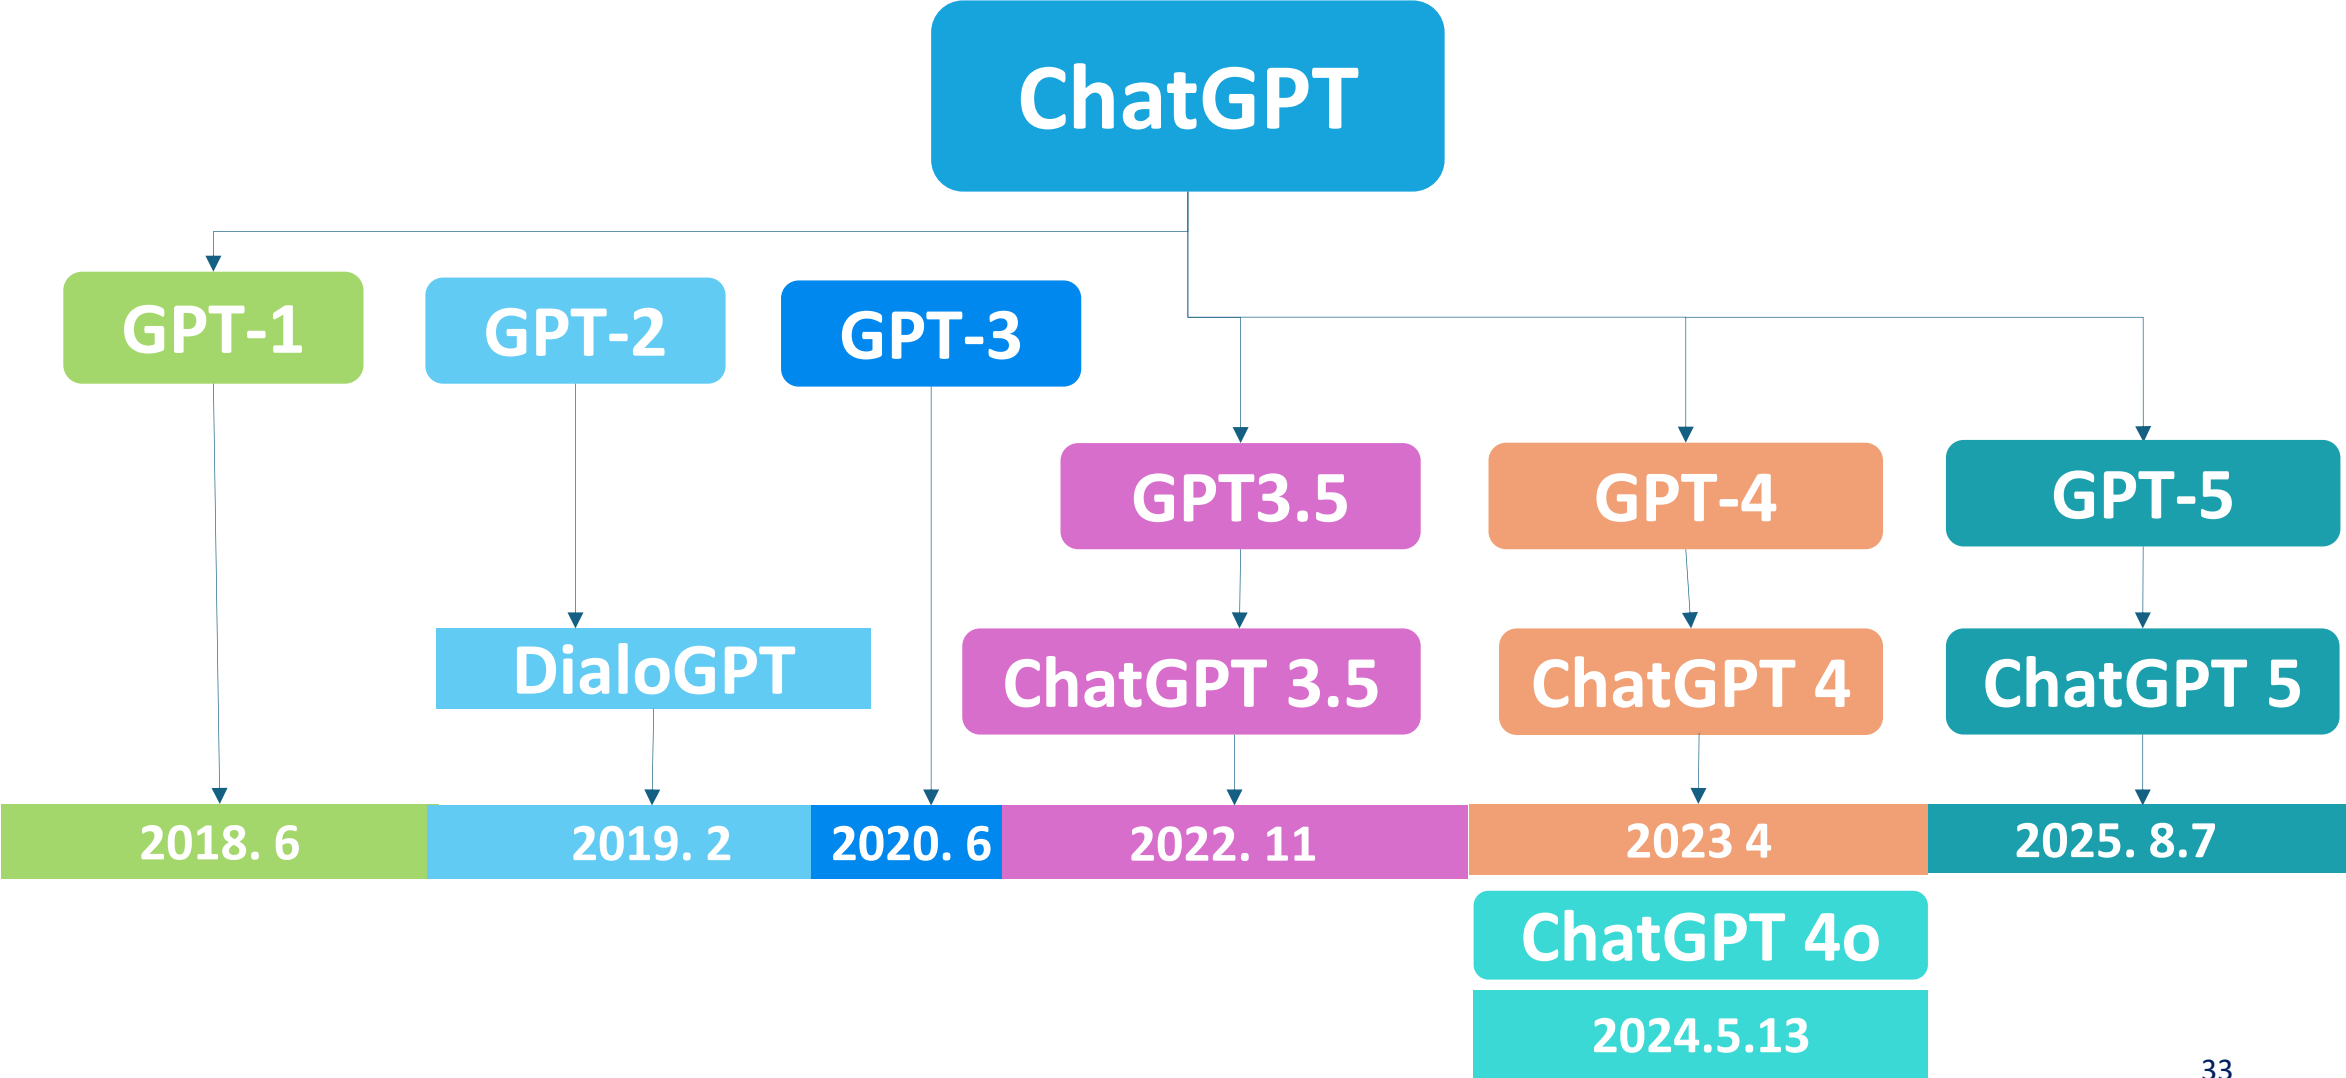 ChatGPT
GPT-1
GPT-2
GPT-3
GPT3.5
GPT-4
GPT-5
DialoGPT
ChatGPT 3.5
ChatGPT 4
ChatGPT 5
2018. 6
2019. 2
2020. 6
2022. 11
2023 4
2025. 8.7
ChatGPT 4o
2024.5.13
33